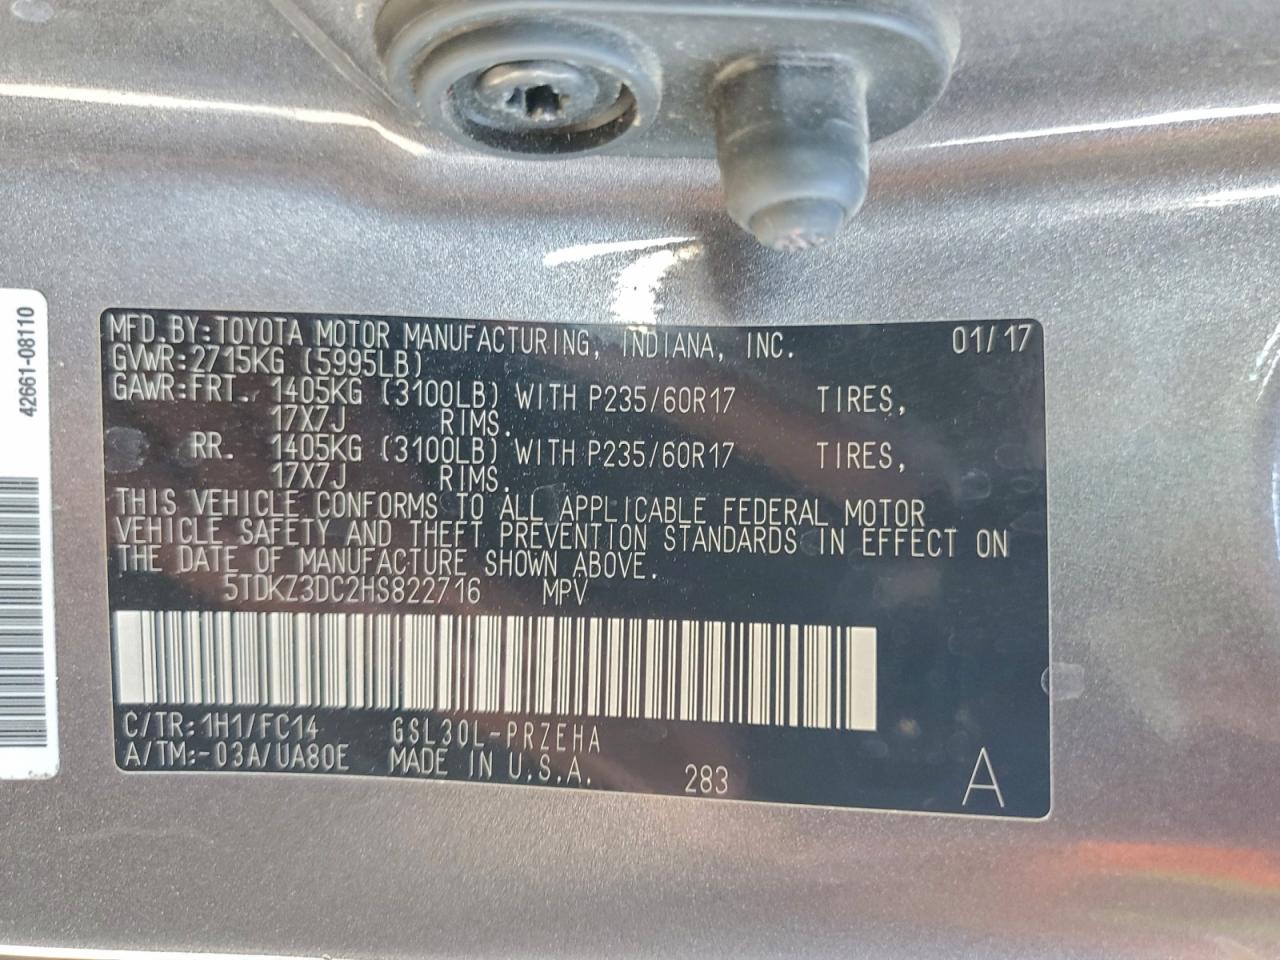 42661-08110
MFD.BY:TOYOTA MOTOR MANUFACTURING, INDIANA, INC. 01/17
GVWR:2715KG (5995LB)
GAWR:FRT. 1405KG (3100LB) WITH P235/60R17 TIRES,
17X7J RIMS.
RR. 1405KG (3100LB) WITH P235/60R17 TIRES,
17X7J RIMS.
THIS VEHICLE CONFORMS TO ALL APPLICABLE FEDERAL MOTOR
VEHICLE SAFETY AND THEFT PREVENTION STANDARDS IN EFFECT ON
THE DATE OF MANUFACTURE SHOWN ABOVE.
5TDKZ3DC2HS822716 MPV
C/TR:1H1/FC14 GSL30L-PRZEHA
A/TM:-03A/UA80E MADE IN U.S.A. 283 A